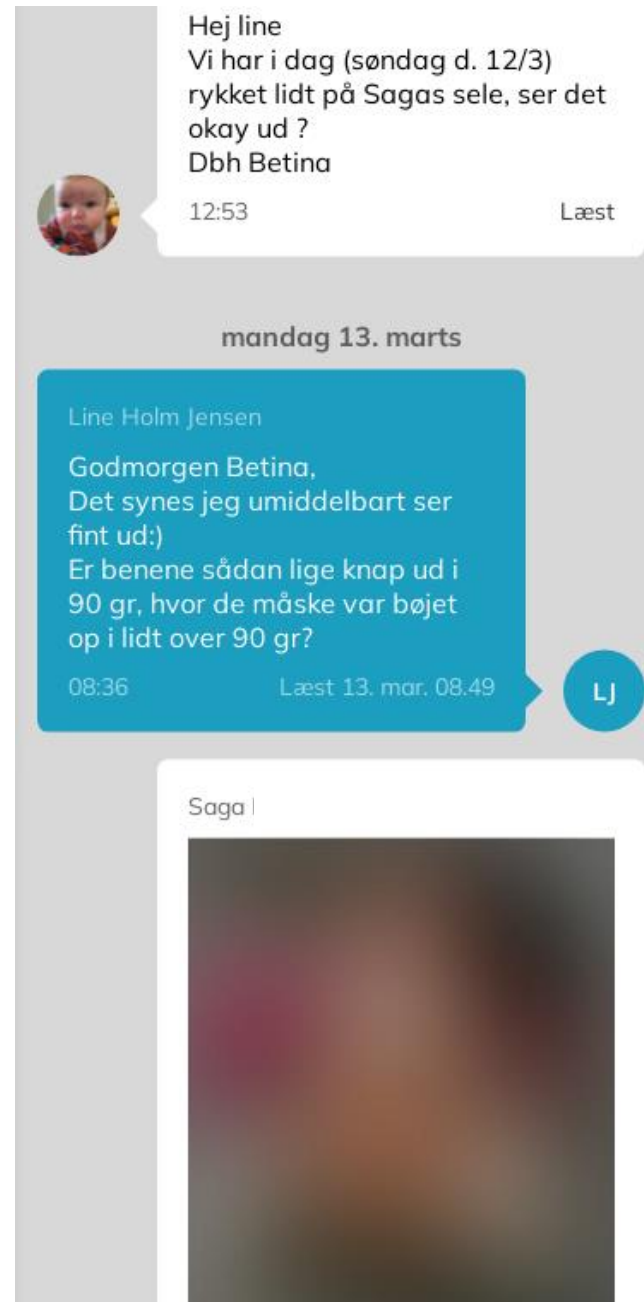 Hej line
Vi har i dag (søndag d. 12/3)
rykket lidt på Sagas sele, ser det
okay ud ?
Dbh Betina
12:53 Læst
mandag 13. marts
Line Holm Jensen
Godmorgen Betina,
Det synes jeg umiddelbart ser
fint ud:)
Er benene sådan lige knap ud i
90 gr, hvor de måske var bøjet
op i lidt over 90 gr?
08:36 Læst 13. mar. 08.49
LJ
Saga